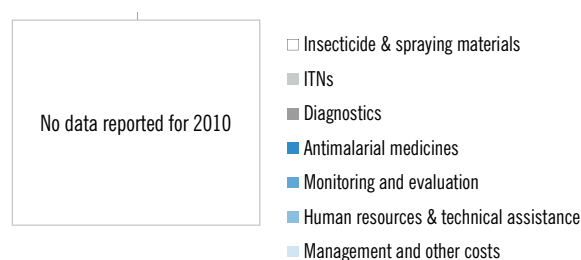 No data reported for 2010
Insecticide & spraying materials
ITNs
Diagnostics
Antimalarial medicines
Monitoring and evaluation
Human resources & technical assistance
Management and other costs